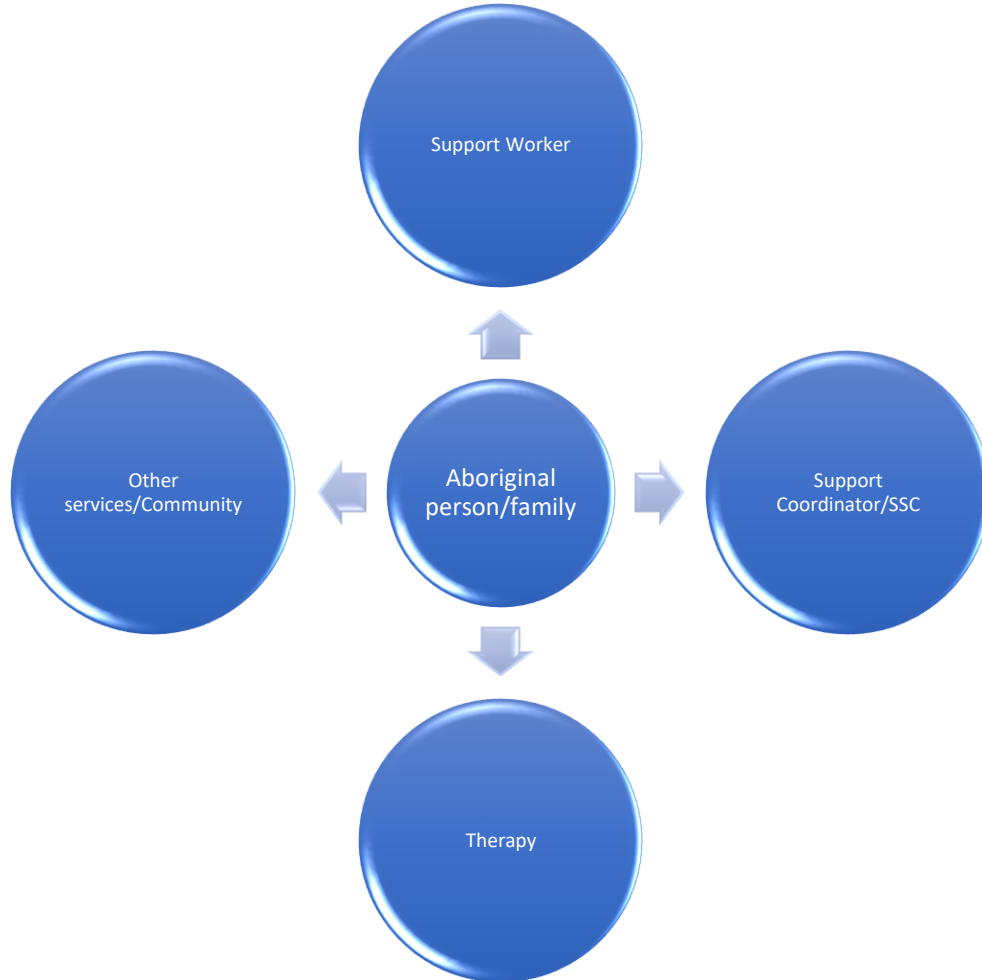 Support Worker
Other
services/Community
Aboriginal
person/family
Support
Coordinator/SSC
Therapy